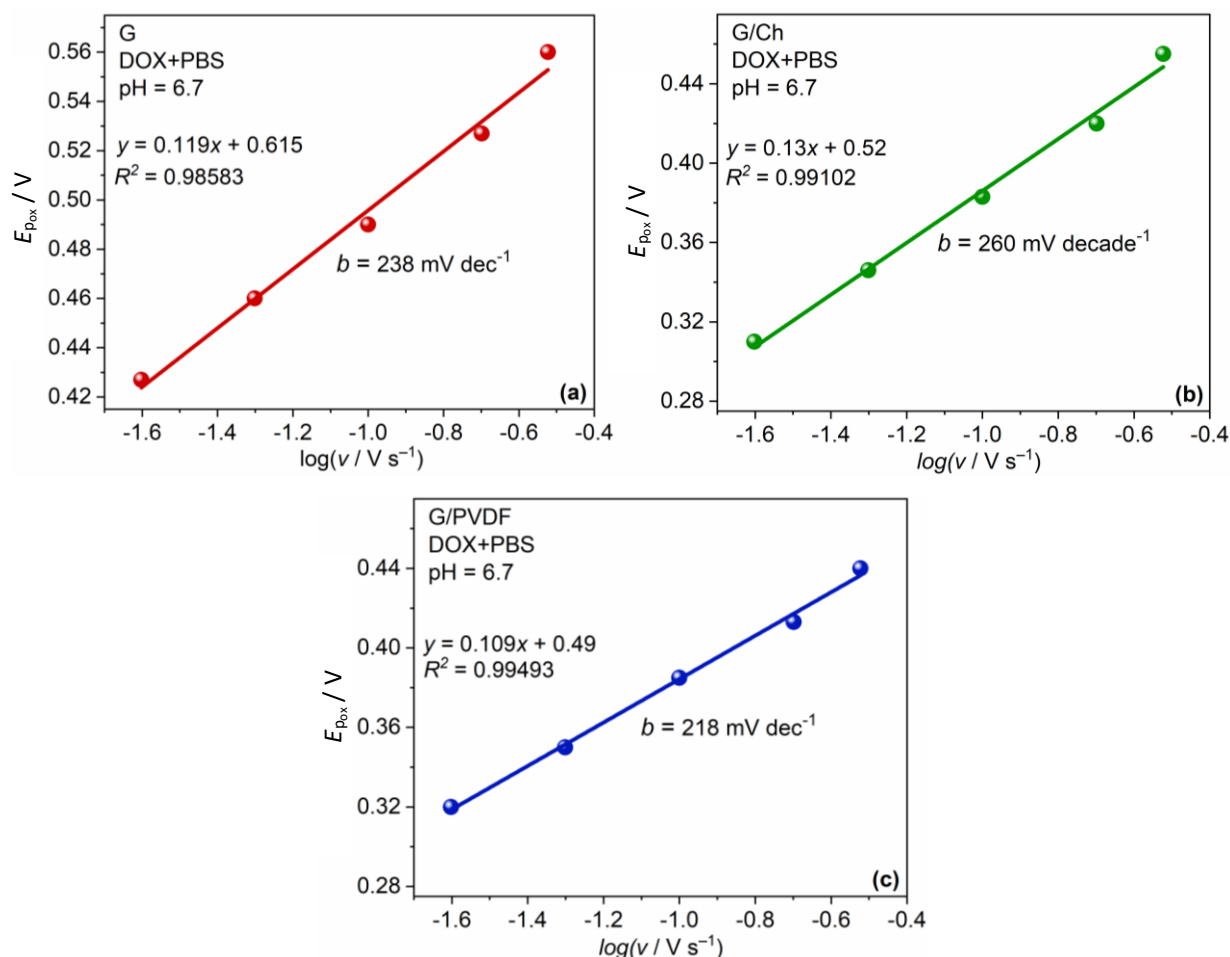 G
DOX+PBS
pH = 6.7
y = 0.119x + 0.615
R² = 0.98583
b = 238 mV dec⁻¹
(a)
0.56
0.54
0.52
0.50
0.48
0.46
0.44
0.42
-1.6 -1.4 -1.2 -1.0 -0.8 -0.6 -0.4
E_pox / V
log(v / V s⁻¹)
G/Ch
DOX+PBS
pH = 6.7
y = 0.13x + 0.52
R² = 0.99102
b = 260 mV decade⁻¹
(b)
0.44
0.40
0.36
0.32
0.28
-1.6 -1.4 -1.2 -1.0 -0.8 -0.6 -0.4
E_pox / V
log(v / V s⁻¹)
G/PVDF
DOX+PBS
pH = 6.7
y = 0.109x + 0.49
R² = 0.99493
b = 218 mV dec⁻¹
(c)
0.44
0.40
0.36
0.32
0.28
-1.6 -1.4 -1.2 -1.0 -0.8 -0.6 -0.4
E_pox / V
log(v / V s⁻¹)